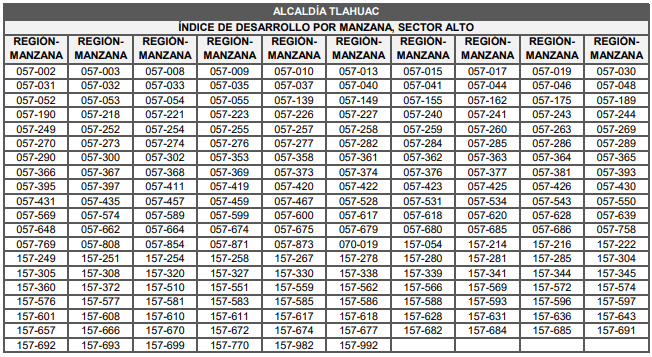 ALCALDÍA TLAHUAC
ÍNDICE DE DESARROLLO POR MANZANA, SECTOR ALTO
REGIÓN-MANZANA REGIÓN-MANZANA REGIÓN-MANZANA REGIÓN-MANZANA REGIÓN-MANZANA REGIÓN-MANZANA REGIÓN-MANZANA REGIÓN-MANZANA REGIÓN-MANZANA REGIÓN-MANZANA
057-002 057-003 057-008 057-009 057-010 057-013 057-015 057-017 057-019 057-030
057-031 057-032 057-033 057-035 057-037 057-040 057-041 057-044 057-046 057-048
057-052 057-053 057-054 057-055 057-139 057-149 057-155 057-162 057-175 057-189
057-190 057-218 057-221 057-223 057-226 057-227 057-240 057-241 057-243 057-244
057-249 057-252 057-254 057-255 057-257 057-258 057-259 057-260 057-263 057-269
057-270 057-273 057-274 057-276 057-277 057-282 057-284 057-285 057-286 057-289
057-290 057-300 057-302 057-353 057-358 057-361 057-362 057-363 057-364 057-365
057-366 057-367 057-368 057-369 057-373 057-374 057-376 057-377 057-381 057-393
057-395 057-397 057-411 057-419 057-420 057-422 057-423 057-425 057-426 057-430
057-431 057-435 057-457 057-459 057-467 057-528 057-531 057-534 057-543 057-550
057-569 057-574 057-589 057-599 057-600 057-617 057-618 057-620 057-628 057-639
057-648 057-662 057-664 057-674 057-675 057-679 057-680 057-685 057-686 057-758
057-769 057-808 057-854 057-871 057-873 070-019 157-054 157-214 157-216 157-222
157-249 157-251 157-254 157-258 157-267 157-278 157-280 157-281 157-285 157-304
157-305 157-308 157-320 157-327 157-330 157-338 157-339 157-341 157-344 157-345
157-360 157-372 157-510 157-551 157-559 157-562 157-566 157-569 157-572 157-574
157-576 157-577 157-581 157-583 157-585 157-586 157-588 157-593 157-596 157-597
157-601 157-608 157-610 157-611 157-617 157-618 157-628 157-631 157-636 157-643
157-657 157-666 157-670 157-672 157-674 157-677 157-682 157-684 157-685 157-691
157-692 157-693 157-699 157-770 157-982 157-992